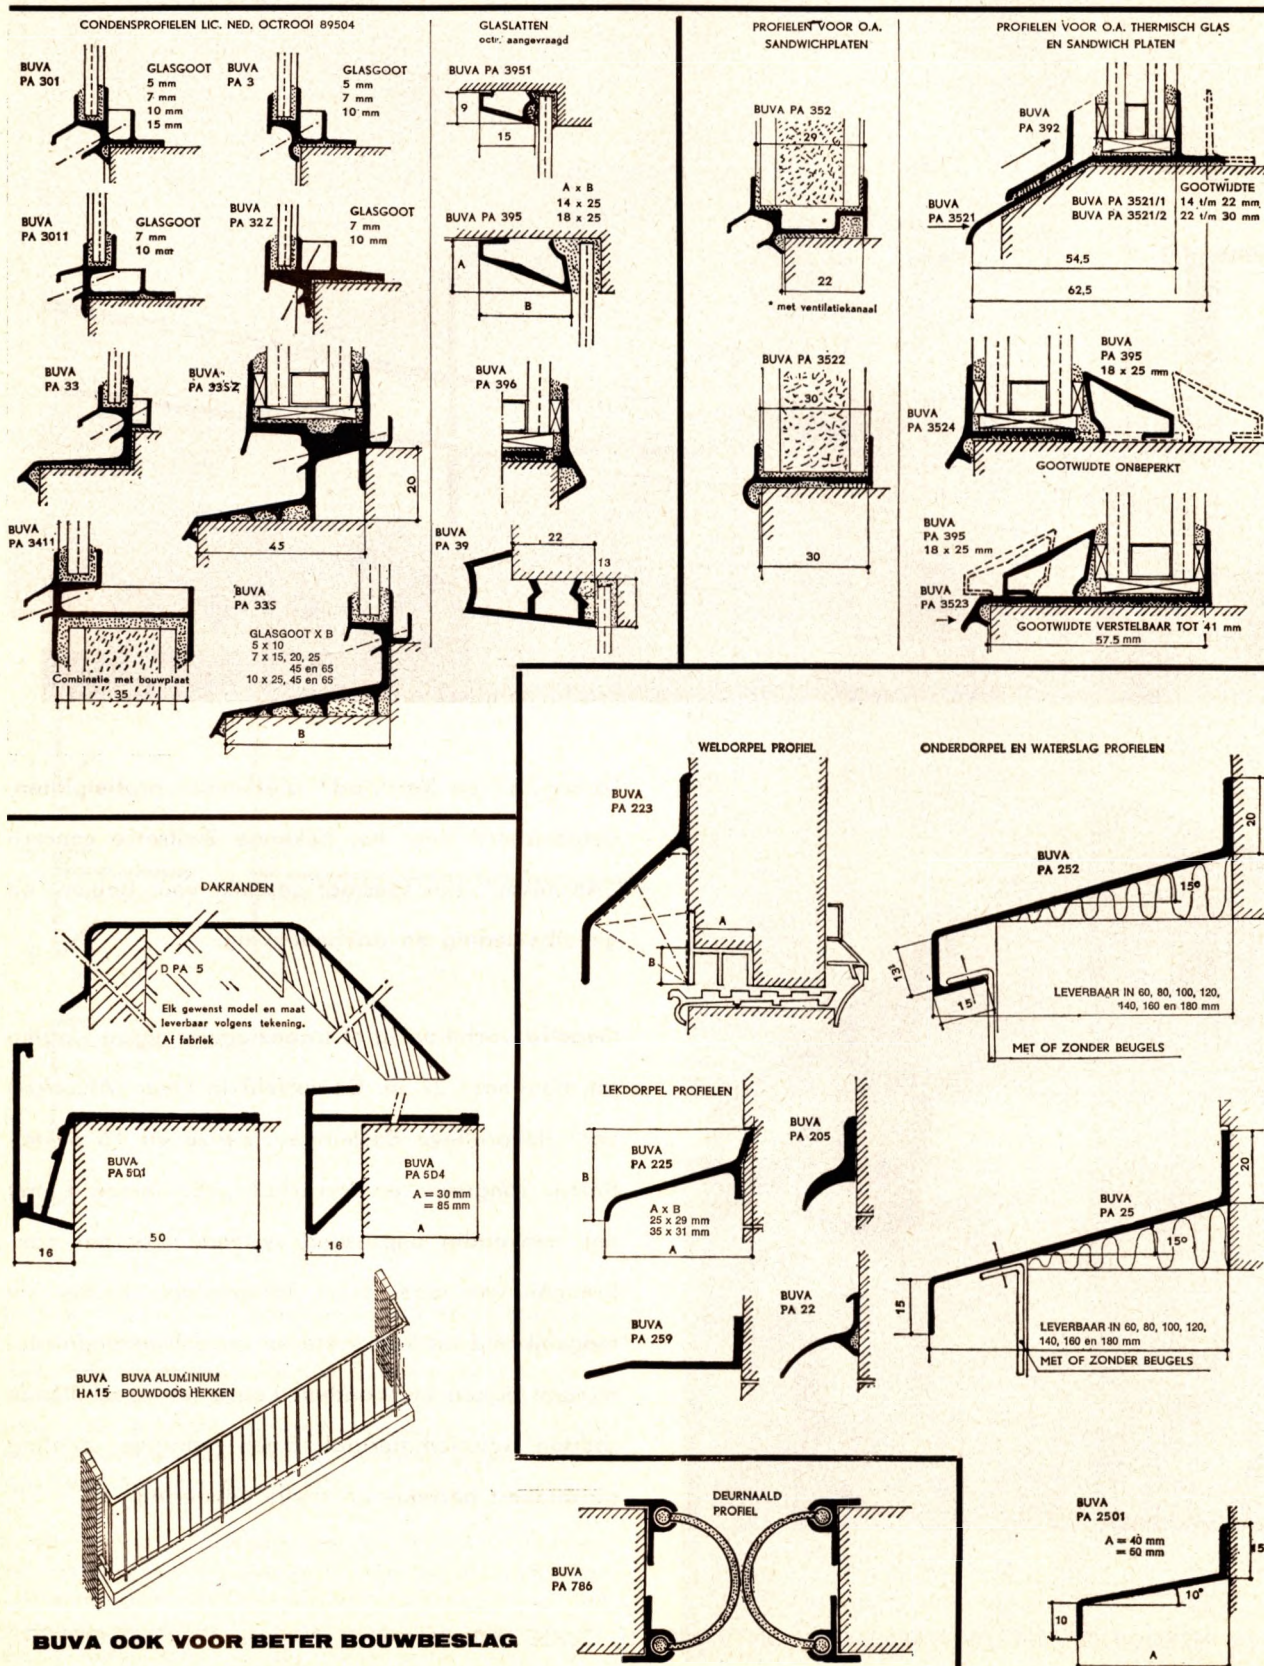 CONDENSPROFIELEN LIC. NED. OCTROOI 89504
BUVA
PA 301
GLASGOOT
5 mm
7 mm
10 mm
15 mm
BUVA
PA 3
GLASGOOT
5 mm
7 mm
10 mm
BUVA
PA 3011
GLASGOOT
7 mm
10 mm
BUVA
PA 32 Z
GLASGOOT
7 mm
10 mm
BUVA
PA 33
BUVA
PA 33SZ
20
45
BUVA
PA 3411
Combinatie met bouwplaat
35
BUVA
PA 33S
GLASGOOT X B
5 x 10
7 x 15, 20, 25
45 en 65
10 x 25, 45 en 65
B
GLASLATTEN
octr. aangevraagd
BUVA PA 3951
9
15
A x B
14 x 25
18 x 25
BUVA PA 395
A
B
BUVA
PA 396
BUVA
PA 39
22
13
PROFIELEN VOOR O.A.
SANDWICHPLATEN
BUVA PA 352
29
22
* met ventilatiekanaal
BUVA PA 3522
30
30
PROFIELEN VOOR O.A. THERMISCH GLAS
EN SANDWICH PLATEN
BUVA
PA 392
BUVA
PA 3521
GOOTWIJDTE
BUVA PA 3521/1 14 t/m 22 mm
BUVA PA 3521/2 22 t/m 30 mm
54,5
62,5
BUVA
PA 395
18 x 25 mm
BUVA
PA 3524
GOOTWIJDTE ONBEPERKT
BUVA
PA 395
18 x 25 mm
BUVA
PA 3523
GOOTWIJDTE VERSTELBAAR TOT 41 mm
57.5 mm
WELDORPEL PROFIEL
BUVA
PA 223
A
B
ONDERDORPEL EN WATERSLAG PROFIELEN
20
BUVA
PA 252
15°
13
15
LEVERBAAR IN 60, 80, 100, 120,
140, 160 en 180 mm
MET OF ZONDER BEUGELS
DAKRANDEN
D PA 5
Elk gewenst model en maat
leverbaar volgens tekening.
Af fabriek
BUVA
PA 5D1
16
50
BUVA
PA 5D4
A = 30 mm
= 85 mm
16
A
LEKDORPEL PROFIELEN
BUVA
PA 225
B
A x B
25 x 29 mm
35 x 31 mm
A
BUVA
PA 205
BUVA
PA 259
BUVA
PA 22
20
BUVA
PA 25
15°
15
LEVERBAAR IN 60, 80, 100, 120,
140, 160 en 180 mm
MET OF ZONDER BEUGELS
BUVA BUVA ALUMINIUM
HA15 BOUWDOOS HEKKEN
DEURNAALD
PROFIEL
BUVA
PA 786
BUVA
PA 2501
A = 40 mm
= 60 mm
15
10°
10
A
BUVA OOK VOOR BETER BOUWBESLAG